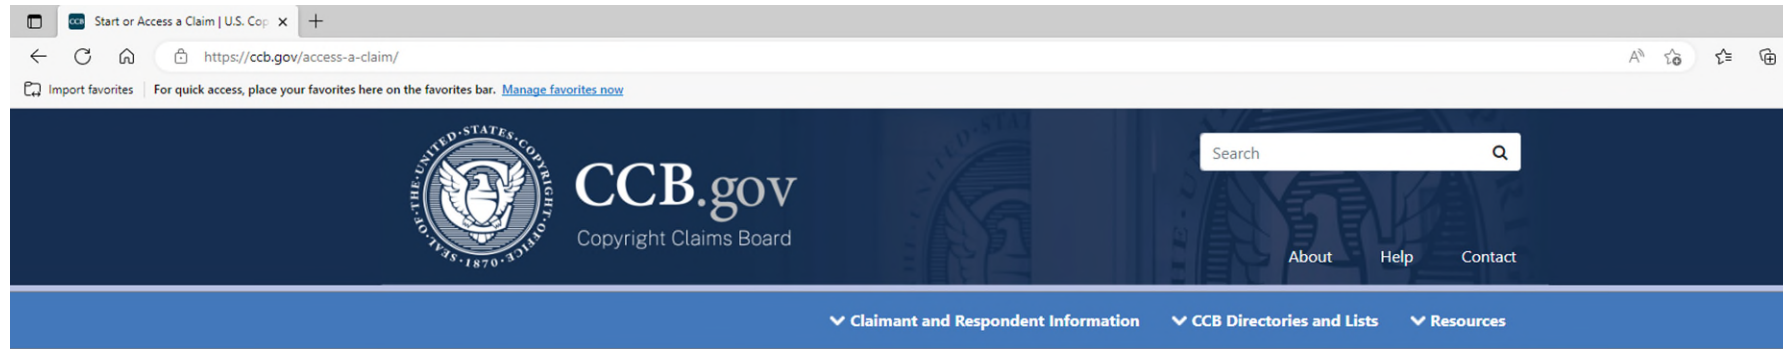 Start or Access a Claim | U.S. Cop
https://ccb.gov/access-a-claim/
Import favorites For quick access, place your favorites here on the favorites bar. Manage favorites now
SEAL·OF·THE·UNITED·STATES·COPYRIGHT·OFFICE
·1870·
CCB.gov
Copyright Claims Board
Search
About Help Contact
Claimant and Respondent Information CCB Directories and Lists Resources